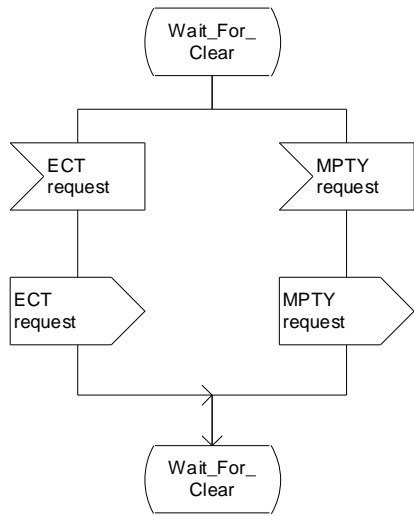 Wait_For_
Clear
ECT
request
MPTY
request
ECT
request
MPTY
request
Wait_For_
Clear